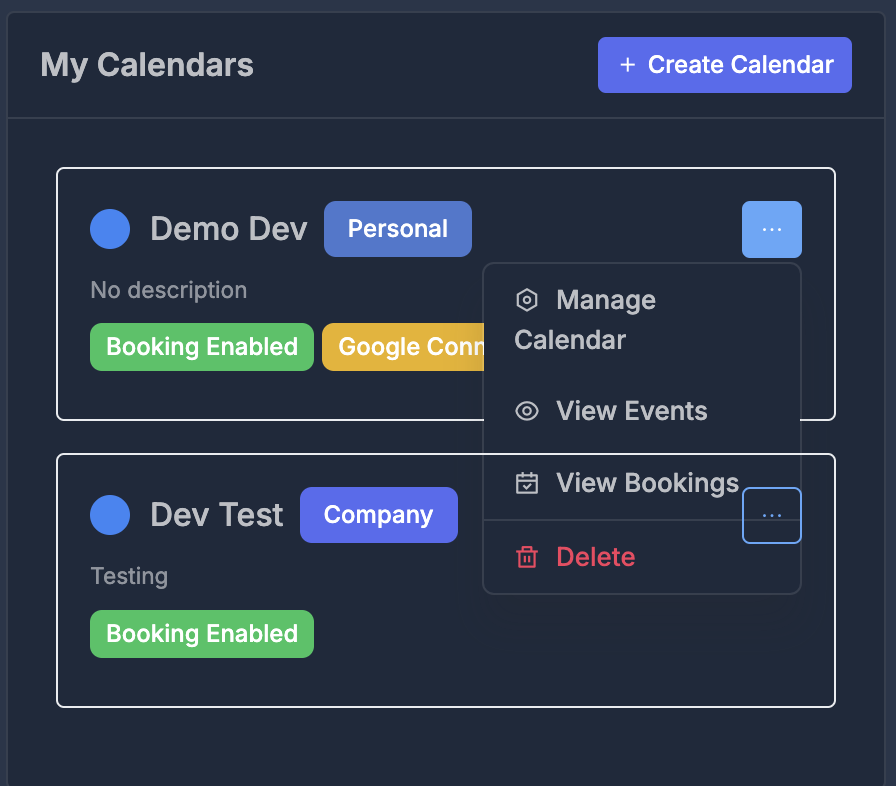 My Calendars
+ Create Calendar
Demo Dev Personal ...
No description
Booking Enabled Google Conn
Manage
Calendar
View Events
View Bookings
Delete
Dev Test Company ...
Testing
Booking Enabled